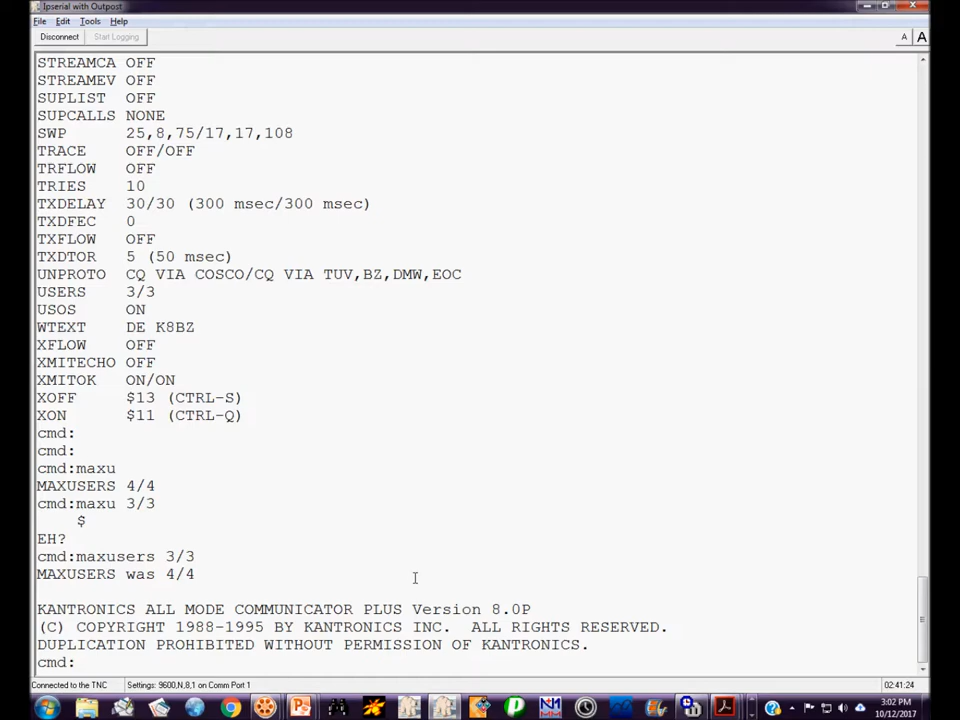 Ipserial with Outpost
File Edit Tools Help
Disconnect Start Logging A A
STREAMCA OFF
STREAMEV OFF
SUPLIST OFF
SUPCALLS NONE
SWP 25,8,75/17,17,108
TRACE OFF/OFF
TRFLOW OFF
TRIES 10
TXDELAY 30/30 (300 msec/300 msec)
TXDFEC 0
TXFLOW OFF
TXDTOR 5 (50 msec)
UNPROTO CQ VIA COSCO/CQ VIA TUV,BZ,DMW,EOC
USERS 3/3
USOS ON
WTEXT DE K8BZ
XFLOW OFF
XMITECHO OFF
XMITOK ON/ON
XOFF $13 (CTRL-S)
XON $11 (CTRL-Q)
cmd:
cmd:
cmd:maxu
MAXUSERS 4/4
cmd:maxu 3/3
$
EH?
cmd:maxusers 3/3
MAXUSERS was 4/4
KANTRONICS ALL MODE COMMUNICATOR PLUS Version 8.0P
(C) COPYRIGHT 1988-1995 BY KANTRONICS INC. ALL RIGHTS RESERVED.
DUPLICATION PROHIBITED WITHOUT PERMISSION OF KANTRONICS.
cmd:
Connected to the TNC Settings: 9600,N,8,1 on Comm Port 1 02:41:24
3:02 PM
10/12/2017